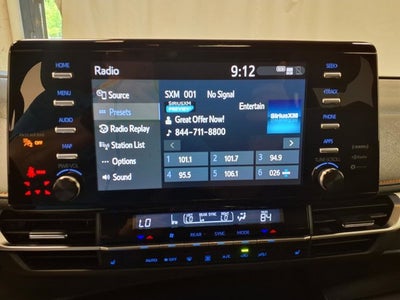 Radio 9:12
HOME
MENU
AUDIO
MAP
PWR/VOL
Source
Presets
Radio Replay
Station List
Options
Sound
SXM 001 No Signal
SiriusXM
Entertain
Great Offer Now!
844-711-8800
SiriusXM
1 101.1 2 101.7 3 94.9
4 95.5 5 106.1 6 026
SEEK
TRACK
PHONE
APPS
TUNE/SCROLL
LO REAR SYNC 84
AUTO OFF REAR SYNC MODE